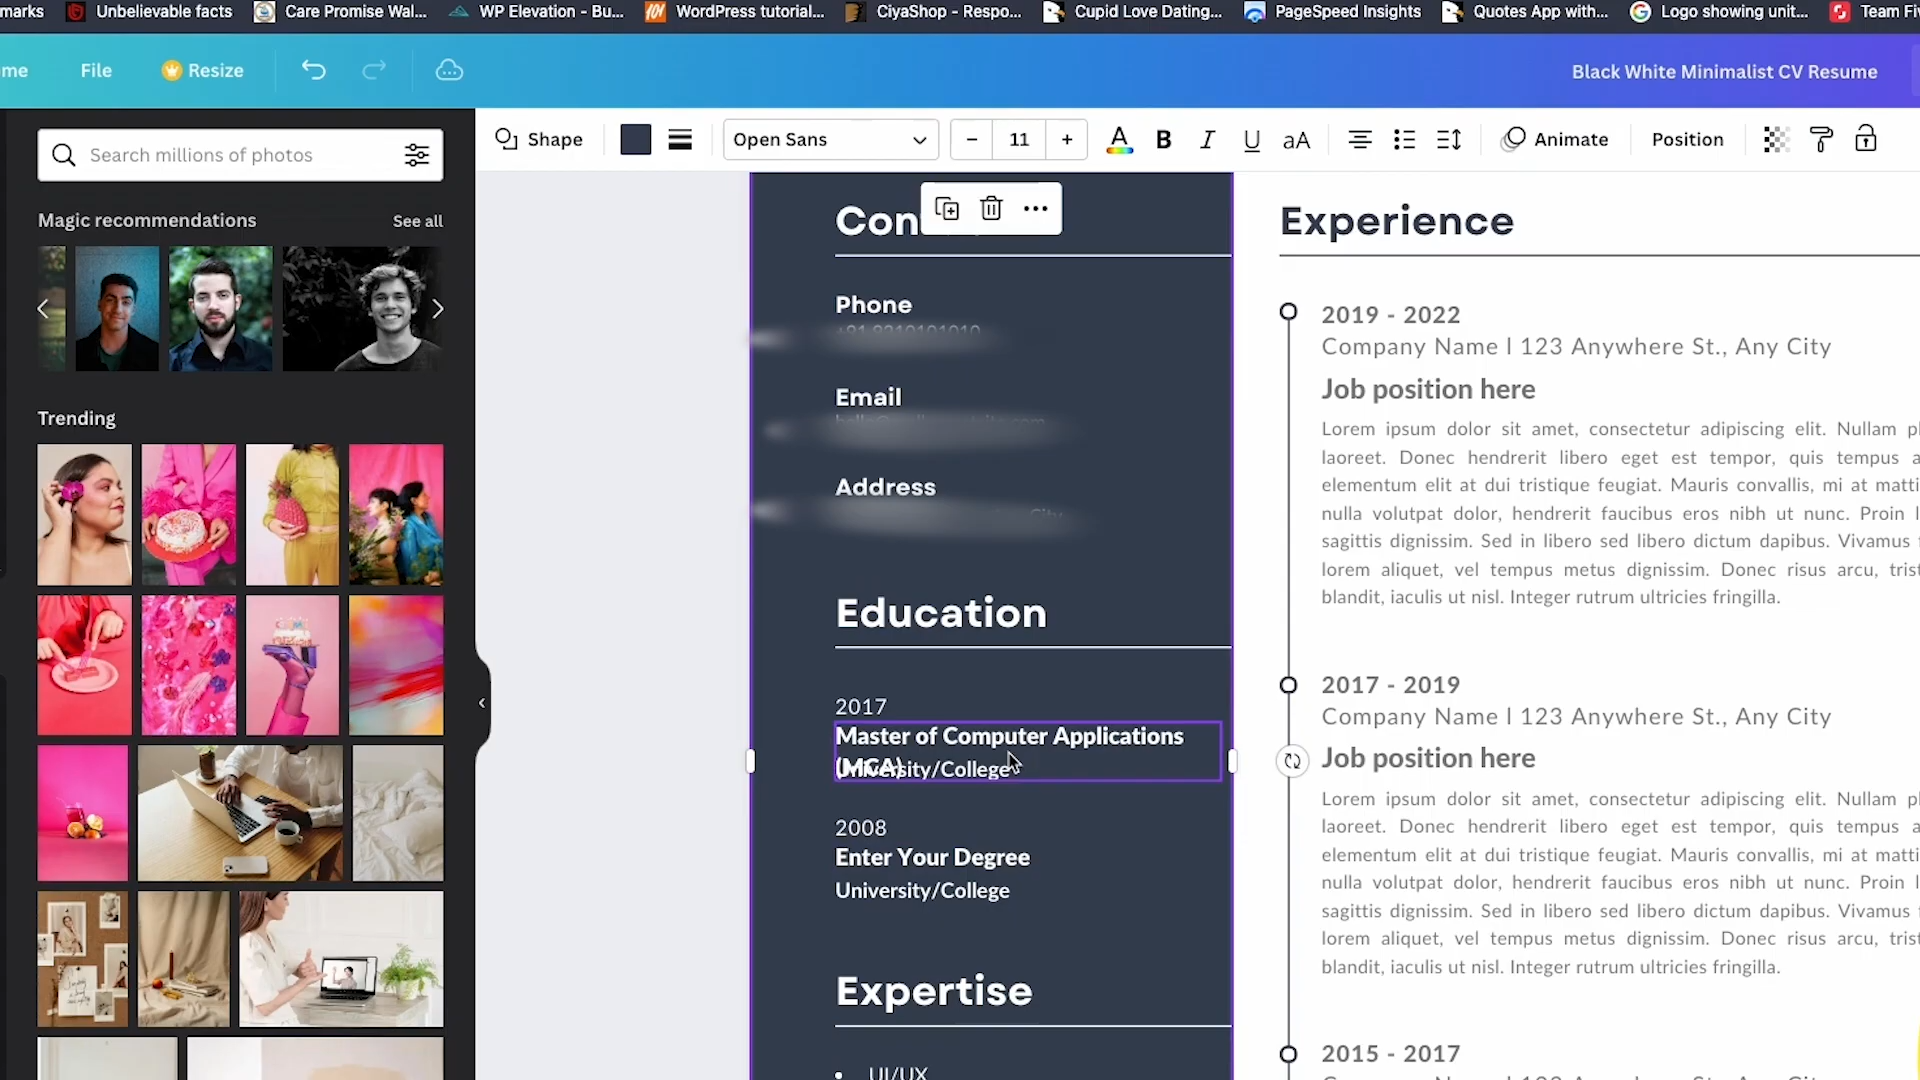 marks Unbelievable facts Care Promise Wal... WP Elevation - Bu... WordPress tutorial... CiyaShop - Respo... Cupid Love Dating... PageSpeed Insights Quotes App with... Logo showing unit... Team Fi
me File Resize Black White Minimalist CV Resume
Shape Open Sans - 11 + A B I U aA Animate Position
Search millions of photos
Magic recommendations See all
Trending
Con
Phone
Email
Address
City
Education
2017
Master of Computer Applications
(MCA)
University/College
2008
Enter Your Degree
University/College
Expertise
• UI/UX
Experience
2019 - 2022
Company Name l 123 Anywhere St., Any City
Job position here
Lorem ipsum dolor sit amet, consectetur adipiscing elit. Nullam p
laoreet. Donec hendrerit libero eget est tempor, quis tempus a
elementum elit at dui tristique feugiat. Mauris convallis, mi at matti
nulla volutpat dolor, hendrerit faucibus eros nibh ut nunc. Proin l
sagittis dignissim. Sed in libero sed libero dictum dapibus. Vivamus
lorem aliquet, vel tempus metus dignissim. Donec risus arcu, trist
blandit, iaculis ut nisl. Integer rutrum ultricies fringilla.
2017 - 2019
Company Name l 123 Anywhere St., Any City
Job position here
Lorem ipsum dolor sit amet, consectetur adipiscing elit. Nullam p
laoreet. Donec hendrerit libero eget est tempor, quis tempus a
elementum elit at dui tristique feugiat. Mauris convallis, mi at matti
nulla volutpat dolor, hendrerit faucibus eros nibh ut nunc. Proin l
sagittis dignissim. Sed in libero sed libero dictum dapibus. Vivamus
lorem aliquet, vel tempus metus dignissim. Donec risus arcu, trist
blandit, iaculis ut nisl. Integer rutrum ultricies fringilla.
2015 - 2017